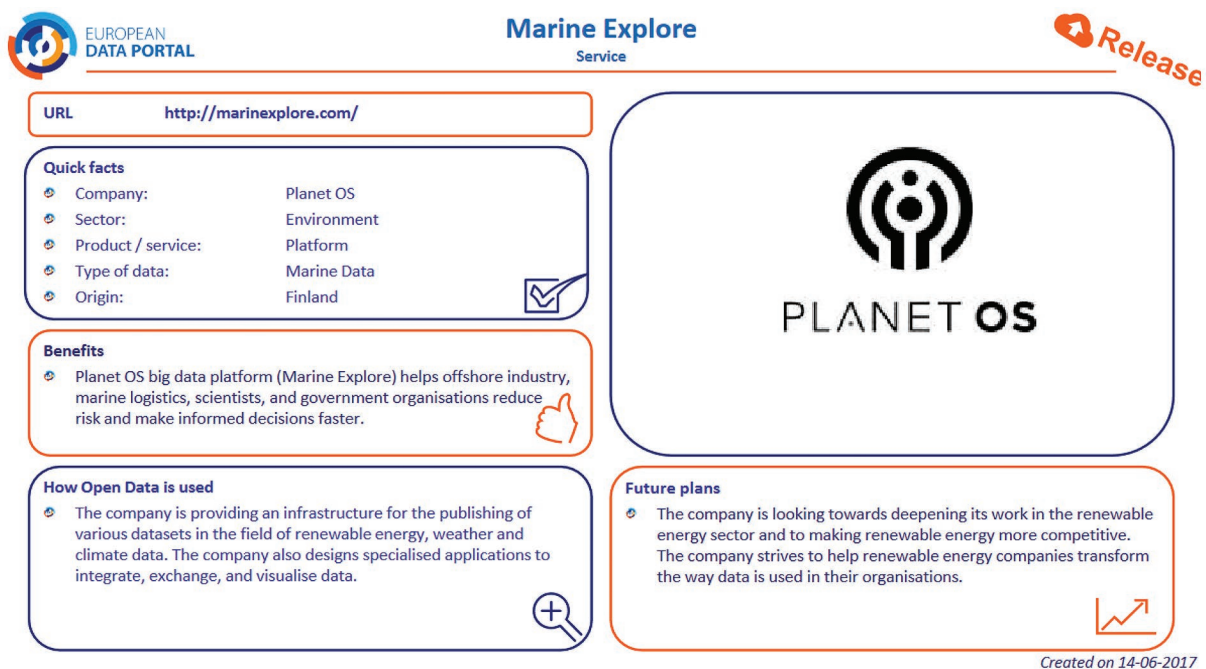 EUROPEAN
DATA PORTAL
Marine Explore
Service
Release
URL http://marinexplore.com/
Quick facts
Company: Planet OS
Sector: Environment
Product / service: Platform
Type of data: Marine Data
Origin: Finland
PLANET OS
Benefits
Planet OS big data platform (Marine Explore) helps offshore industry,
marine logistics, scientists, and government organisations reduce
risk and make informed decisions faster.
How Open Data is used
The company is providing an infrastructure for the publishing of
various datasets in the field of renewable energy, weather and
climate data. The company also designs specialised applications to
integrate, exchange, and visualise data.
Future plans
The company is looking towards deepening its work in the renewable
energy sector and to making renewable energy more competitive.
The company strives to help renewable energy companies transform
the way data is used in their organisations.
Created on 14-06-2017